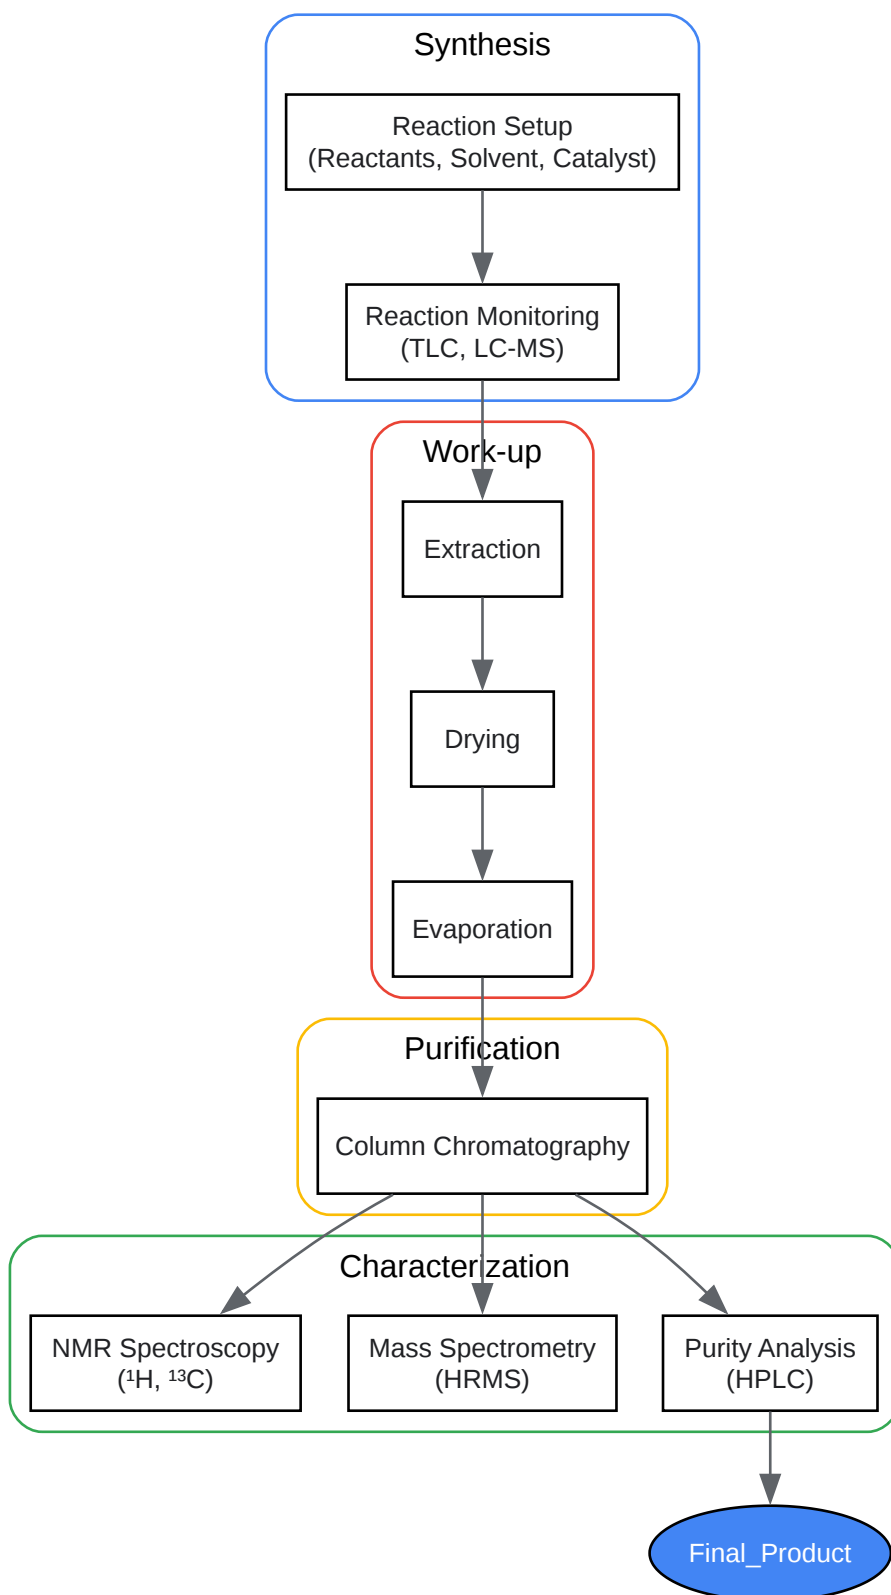 Synthesis
Reaction Setup
(Reactants, Solvent, Catalyst)
Reaction Monitoring
(TLC, LC-MS)
Work-up
Extraction
Drying
Evaporation
Purification
Column Chromatography
Characterization
NMR Spectroscopy
(¹H, ¹³C)
Mass Spectrometry
(HRMS)
Purity Analysis
(HPLC)
Final_Product